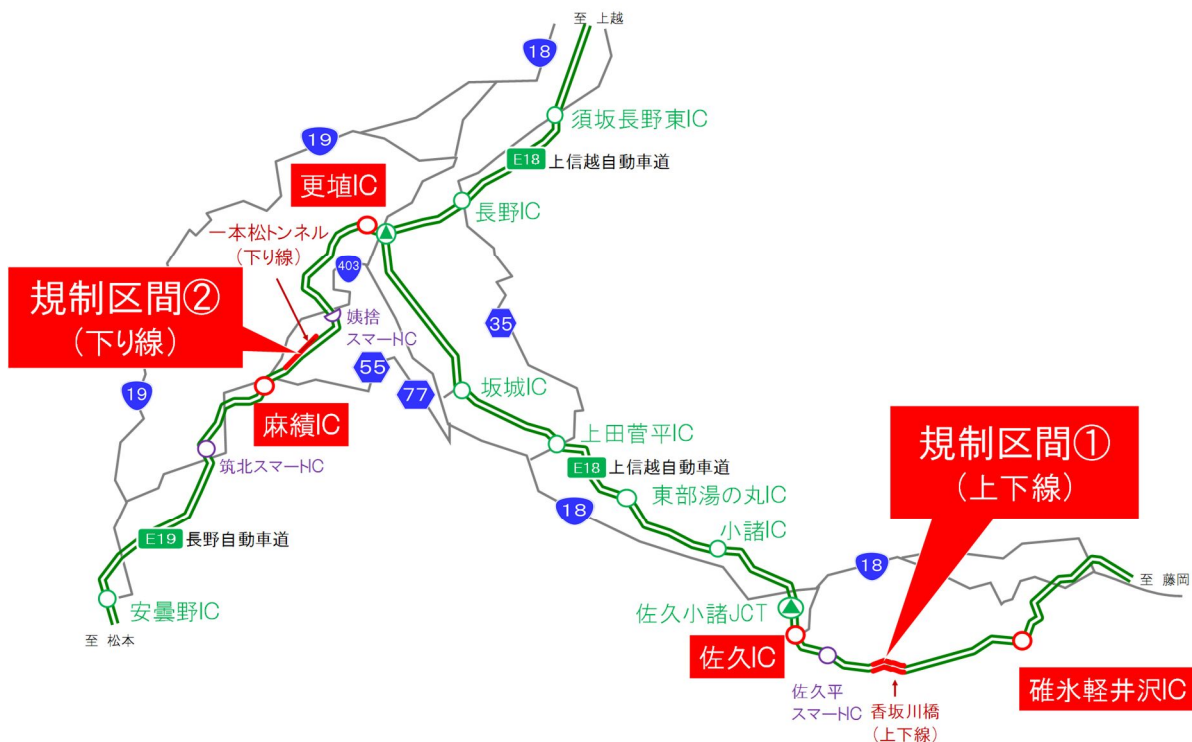 至 上越
18
須坂長野東IC
19
E18 上信越自動車道
更埴IC
長野IC
一本松トンネル
(下り線)
403
規制区間②
(下り線)
姨捨
スマートIC
35
55
77
坂城IC
19
麻績IC
上田菅平IC
規制区間①
(上下線)
筑北スマートIC
E18 上信越自動車道
東部湯の丸IC
18
小諸IC
E19 長野自動車道
18
至 藤岡
安曇野IC
佐久小諸JCT
至 松本
佐久IC
佐久平
スマートIC
香坂川橋
(上下線)
碓氷軽井沢IC